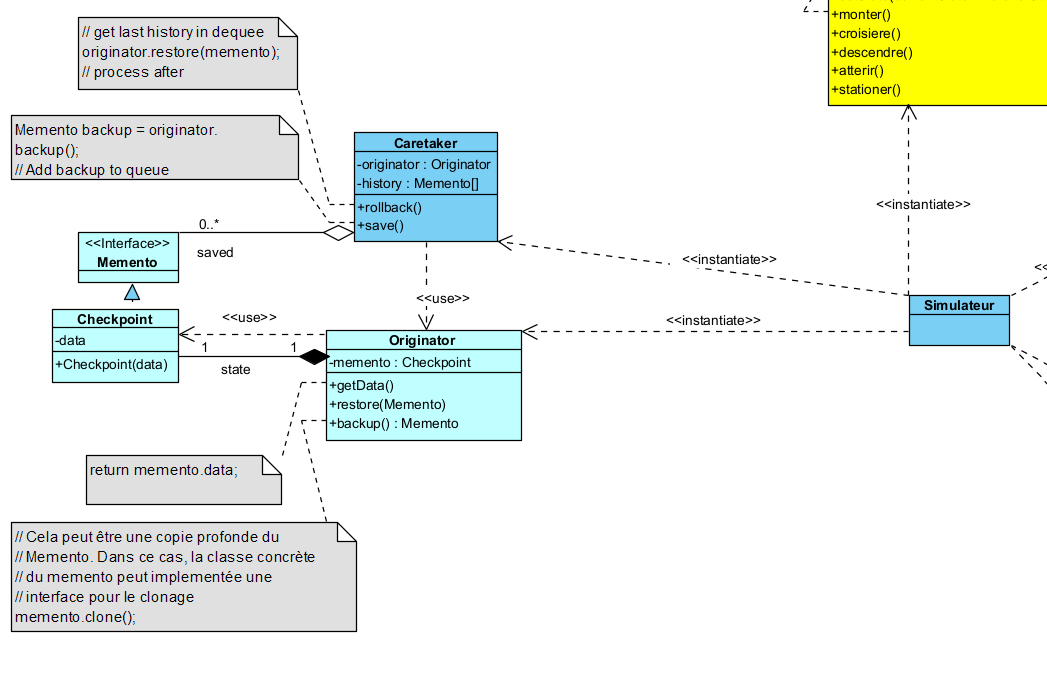 // get last history in dequee
originator.restore(memento);
// process after
Memento backup = originator.
backup();
// Add backup to queue
Caretaker
-originator : Originator
-history : Memento[]
+rollback()
+save()
+monter()
+croisiere()
+descendre()
+atterir()
+stationer()
<<instantiate>>
0..*
saved
<<Interface>>
Memento
<<instantiate>>
<<
<<use>>
Simulateur
Checkpoint
-data
+Checkpoint(data)
<<use>>
1
1
state
<<instantiate>>
Originator
-memento : Checkpoint
+getData()
+restore(Memento)
+backup() : Memento
return memento.data;
// Cela peut être une copie profonde du
// Memento. Dans ce cas, la classe concrète
// du memento peut implementée une
// interface pour le clonage
memento.clone();